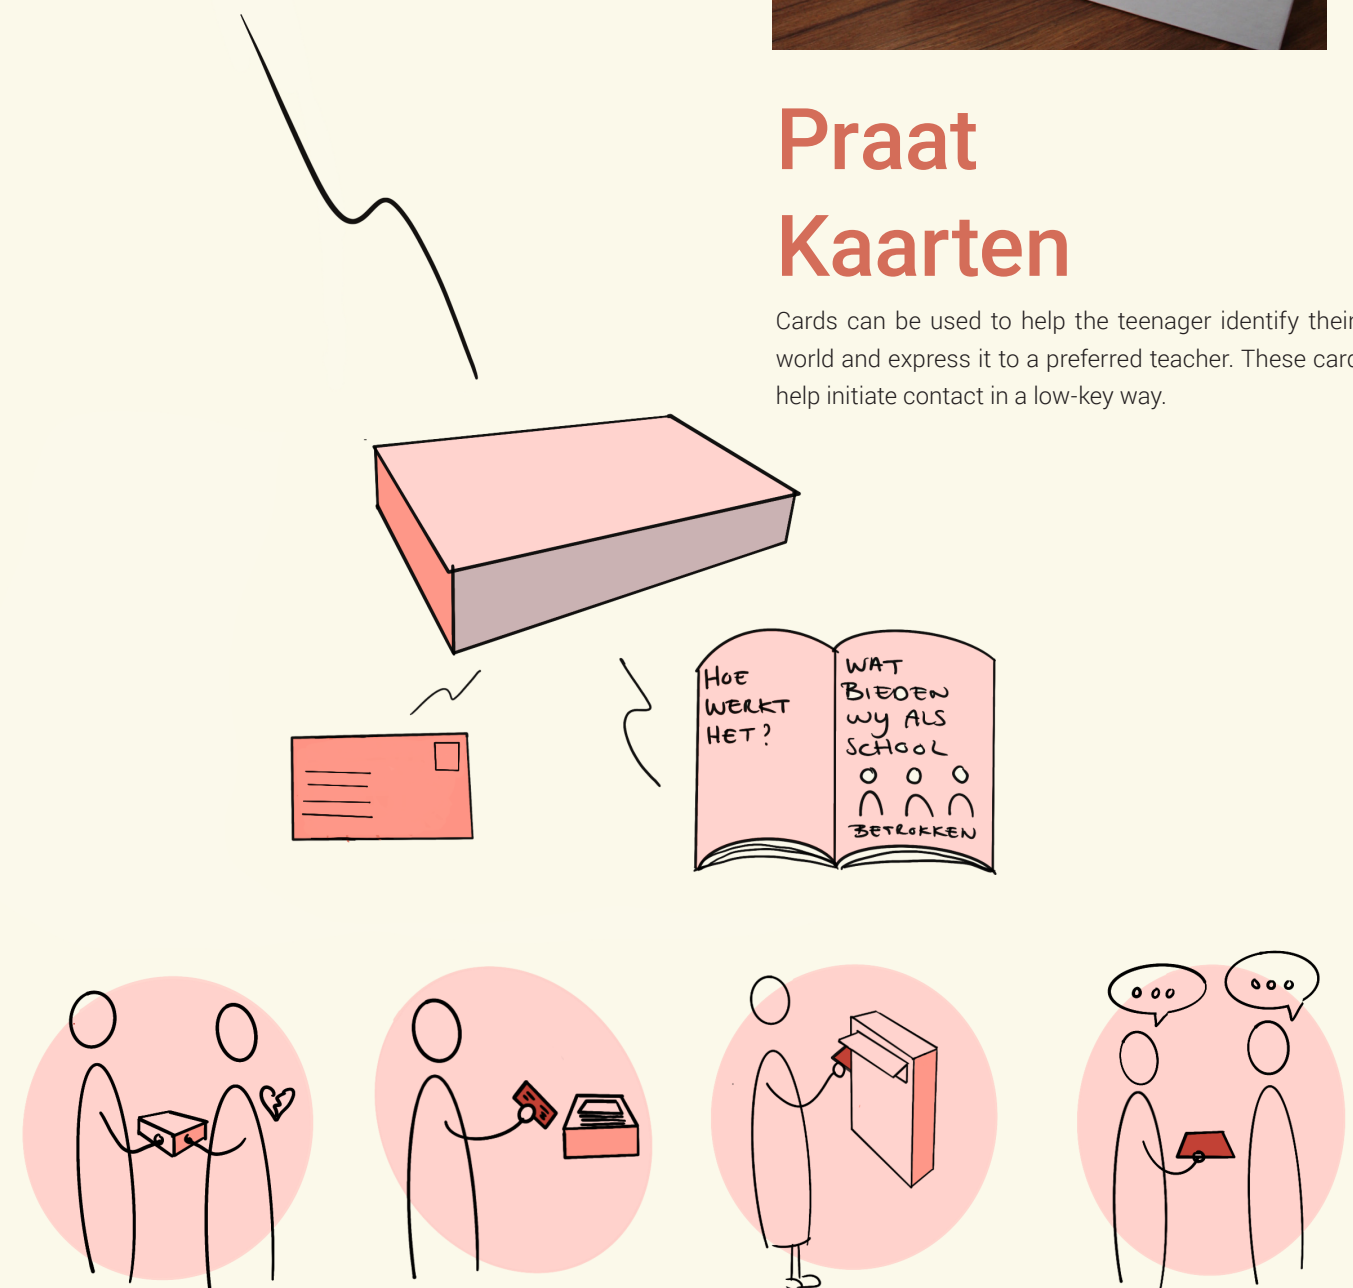 Praat
Kaarten
Cards can be used to help the teenager identify their
world and express it to a preferred teacher. These card
help initiate contact in a low-key way.
HOE
WERKT
HET?
WAT
BIEDEN
WY ALS
SCHOOL
BETROKKEN